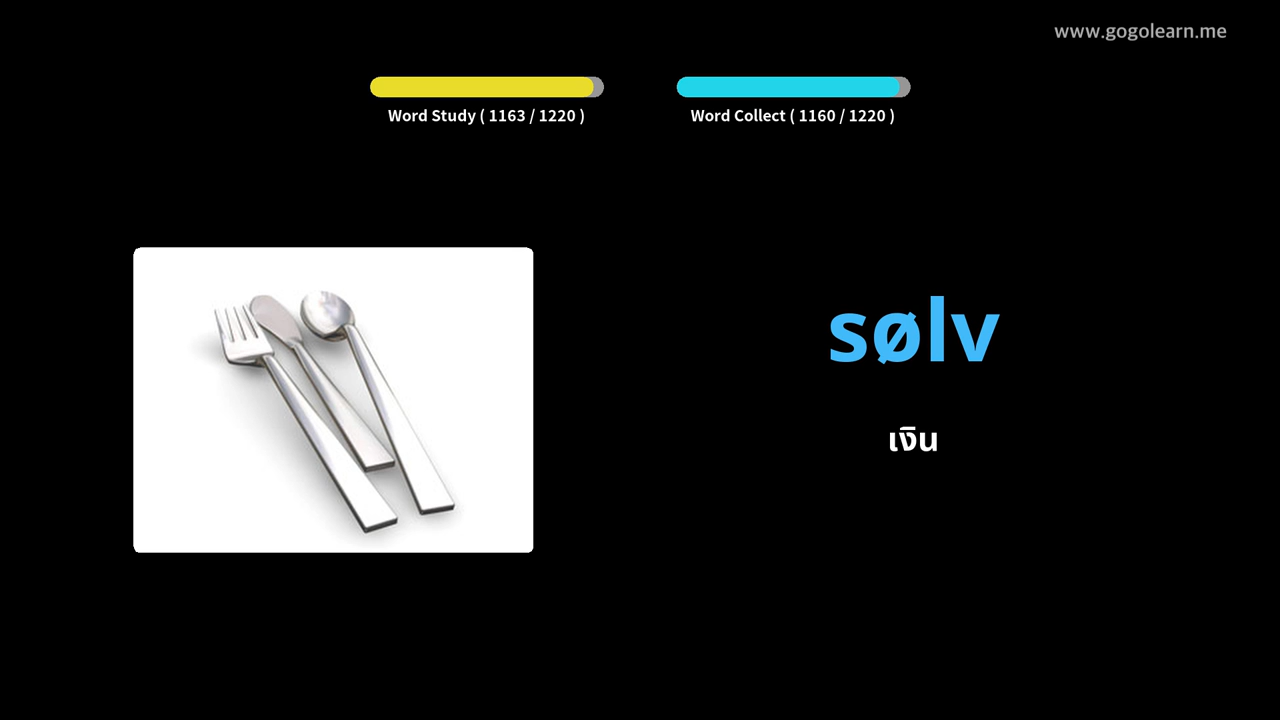 www.gogolearn.me
Word Study ( 1163 / 1220 )
Word Collect ( 1160 / 1220 )
sølv
เงิน